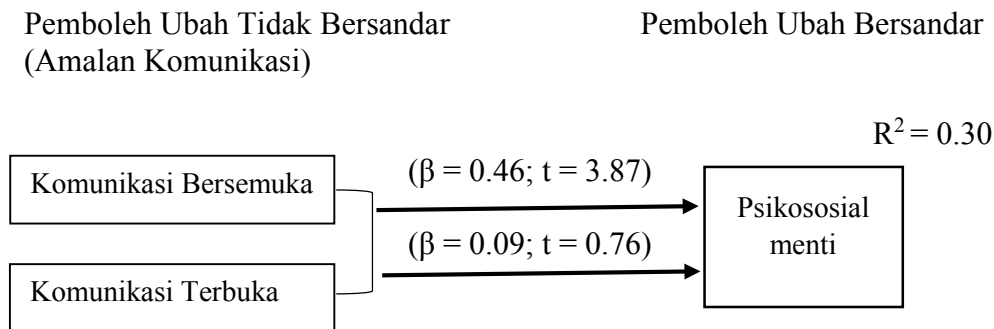 Pemboleh Ubah Tidak Bersandar
(Amalan Komunikasi)
Pemboleh Ubah Bersandar
R² = 0.30
Komunikasi Bersemuka
(β = 0.46; t = 3.87)
Psikososial
menti
(β = 0.09; t = 0.76)
Komunikasi Terbuka